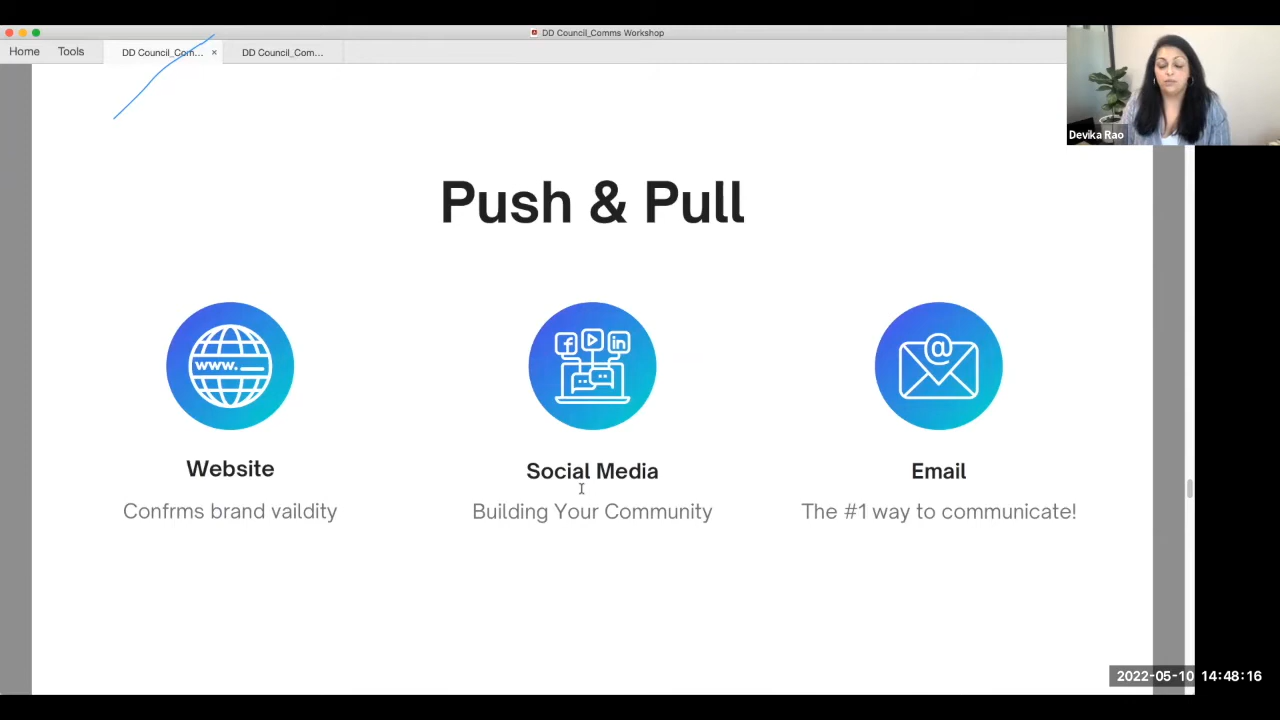 DD Council_Comms Workshop
Home Tools DD Council_Com... × DD Council_Com...
Devika Rao
Push & Pull
www.
f in
@
Website
Social Media
Email
Confrms brand vaildity
Building Your Community
The #1 way to communicate!
2022-05-10 14:48:16